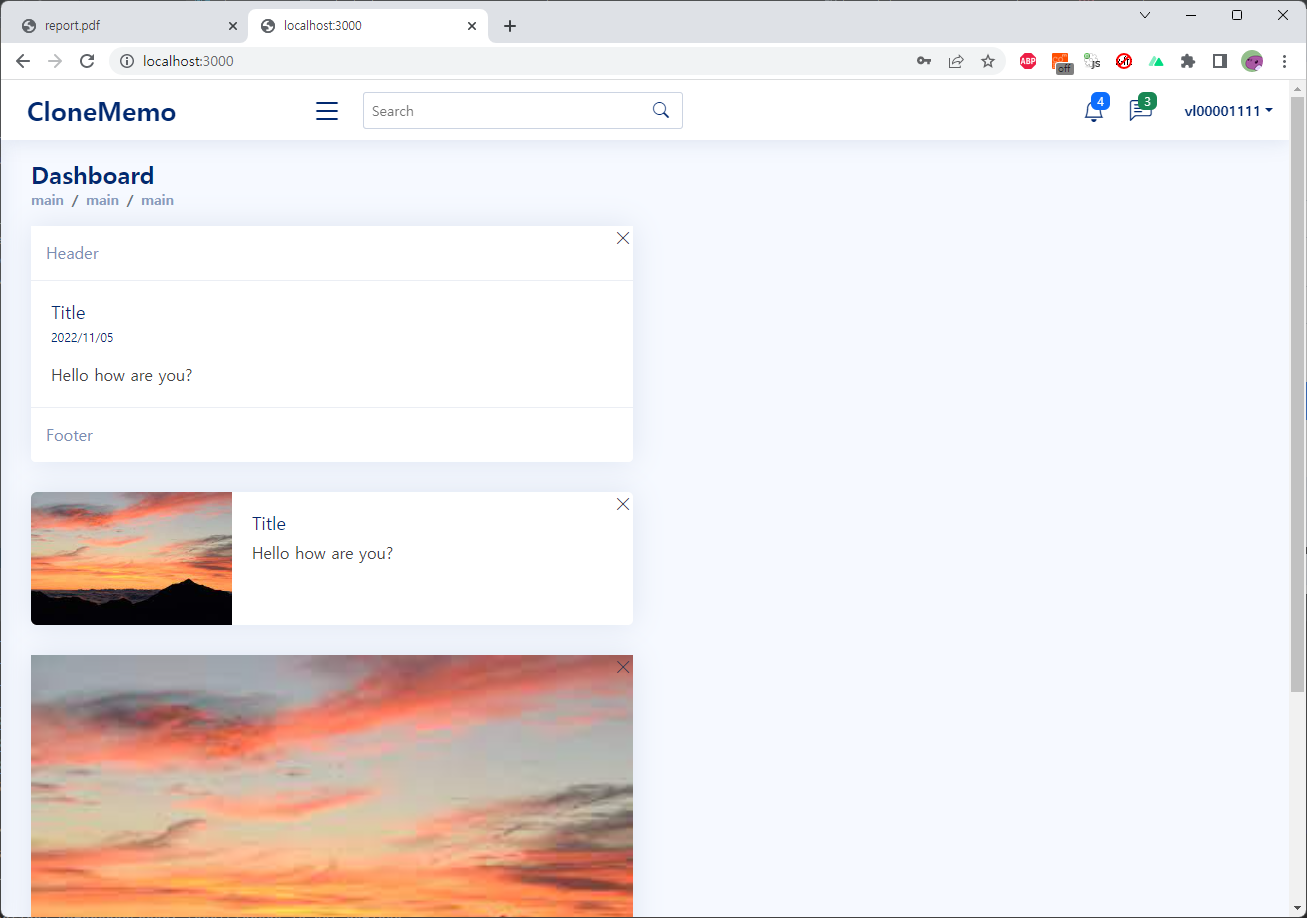 report.pdf
localhost:3000
localhost:3000
ABP
off
js
CloneMemo
Search
4
3
vl00001111
Dashboard
main / main / main
Header
Title
2022/11/05
Hello how are you?
Footer
Title
Hello how are you?